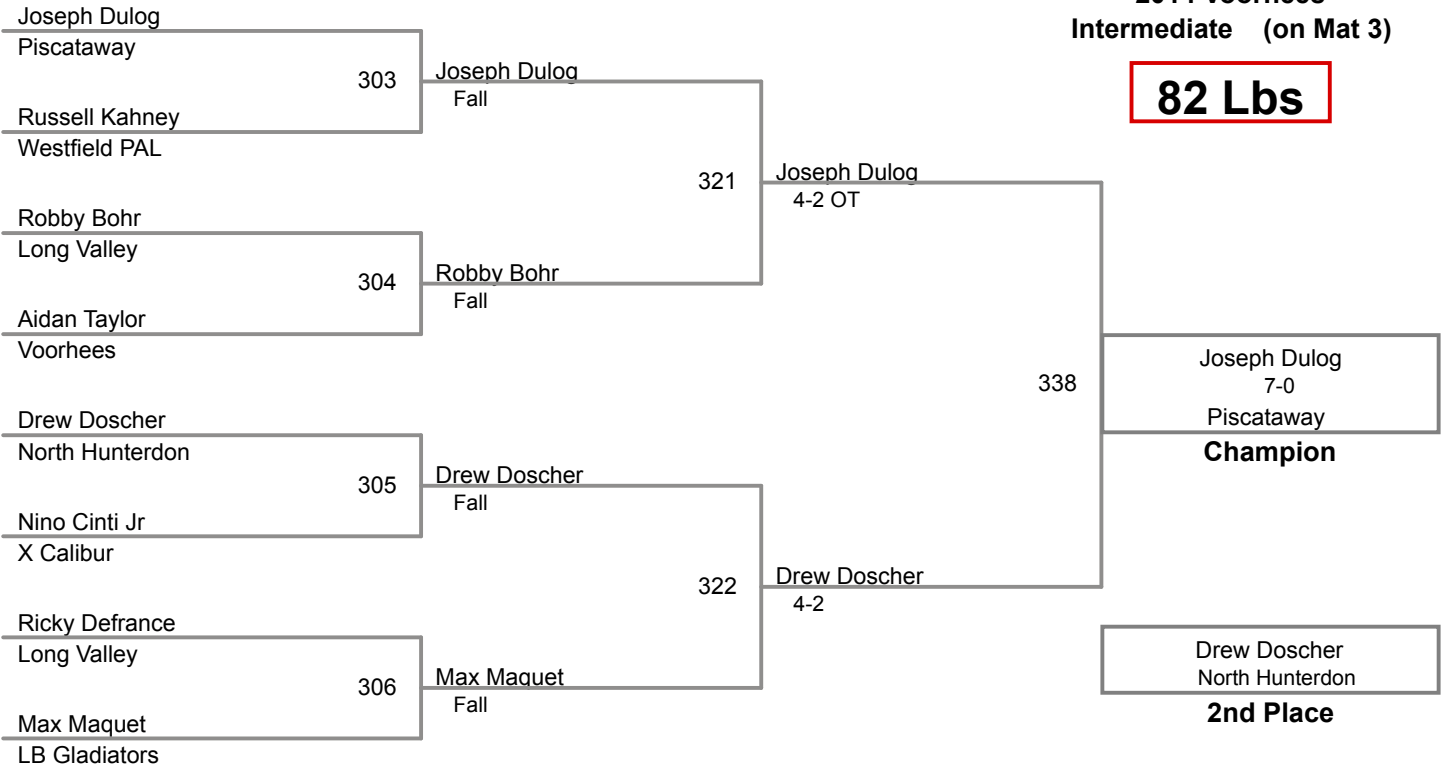 Intermediate (on Mat 3)
82 Lbs
Joseph Dulog
Piscataway
303
Russell Kahney
Westfield PAL
Joseph Dulog
Fall
Robby Bohr
Long Valley
304
Aidan Taylor
Voorhees
Robby Bohr
Fall
321
Joseph Dulog
4-2 OT
Drew Doscher
North Hunterdon
305
Nino Cinti Jr
X Calibur
Drew Doscher
Fall
Ricky Defrance
Long Valley
306
Max Maquet
LB Gladiators
Max Maquet
Fall
322
Drew Doscher
4-2
338
Joseph Dulog
7-0
Piscataway
Champion
Drew Doscher
North Hunterdon
2nd Place